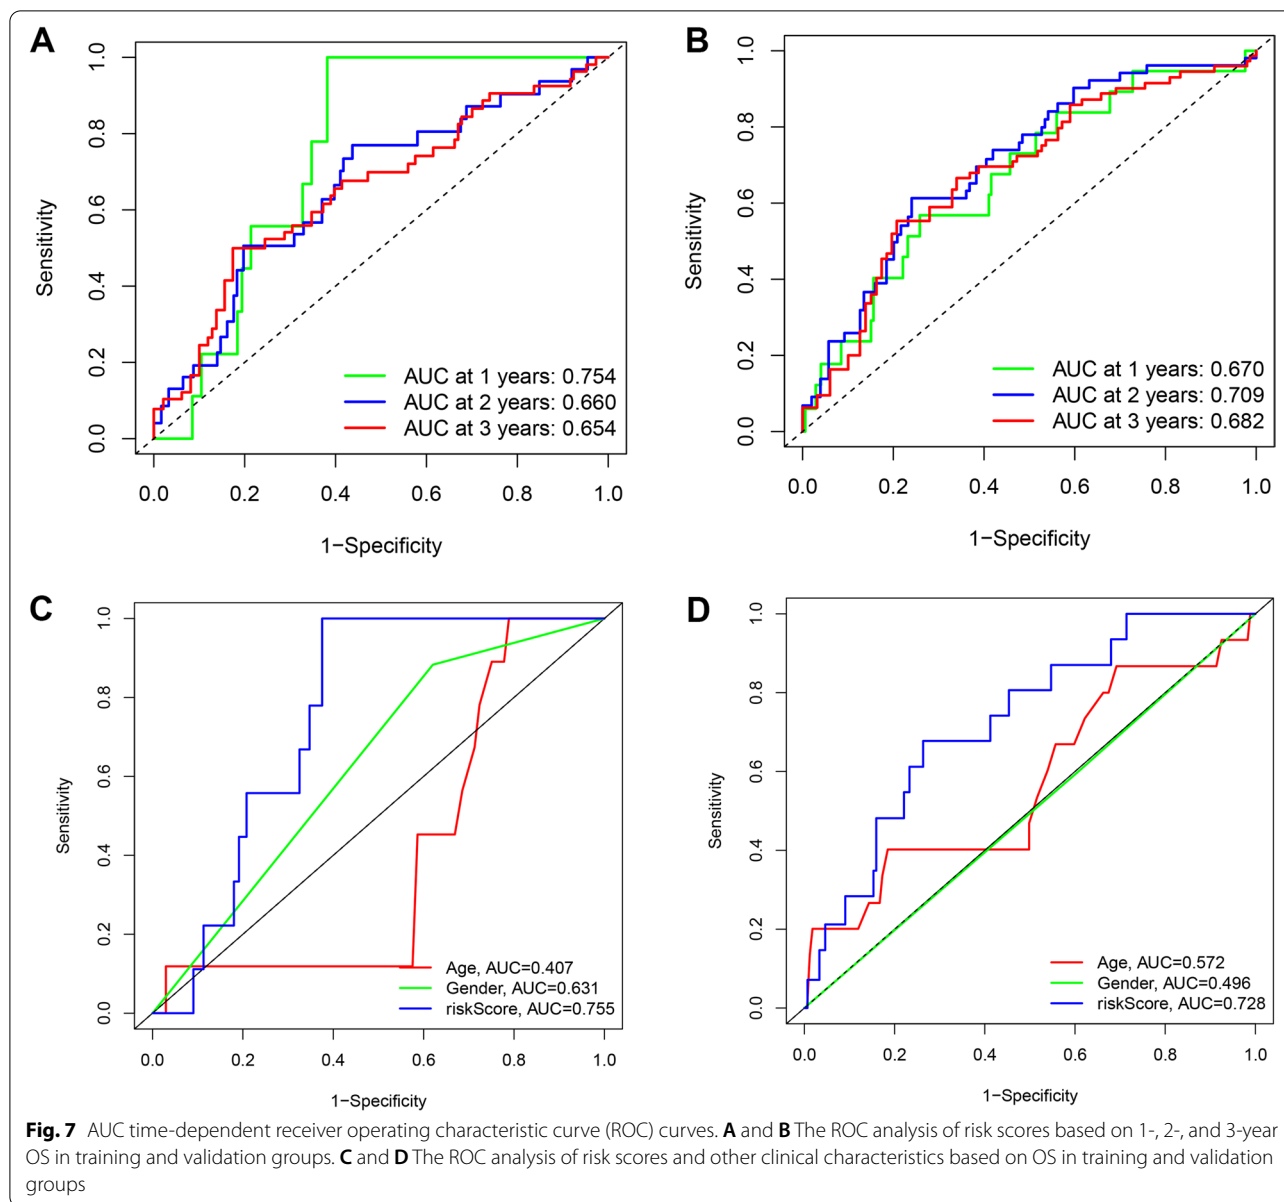 A
1.0
0.8
0.6
0.4
0.2
0.0
Sensitivity
AUC at 1 years: 0.754
AUC at 2 years: 0.660
AUC at 3 years: 0.654
0.0 0.2 0.4 0.6 0.8 1.0
1−Specificity
B
1.0
0.8
0.6
0.4
0.2
0.0
Sensitivity
AUC at 1 years: 0.670
AUC at 2 years: 0.709
AUC at 3 years: 0.682
0.0 0.2 0.4 0.6 0.8 1.0
1−Specificity
C
1.0
0.8
0.6
0.4
0.2
0.0
Sensitivity
Age, AUC=0.407
Gender, AUC=0.631
riskScore, AUC=0.755
0.0 0.2 0.4 0.6 0.8 1.0
1−Specificity
D
1.0
0.8
0.6
0.4
0.2
0.0
Sensitivity
Age, AUC=0.572
Gender, AUC=0.496
riskScore, AUC=0.728
0.0 0.2 0.4 0.6 0.8 1.0
1−Specificity
Fig. 7 AUC time-dependent receiver operating characteristic curve (ROC) curves. A and B The ROC analysis of risk scores based on 1-, 2-, and 3-year
OS in training and validation groups. C and D The ROC analysis of risk scores and other clinical characteristics based on OS in training and validation
groups